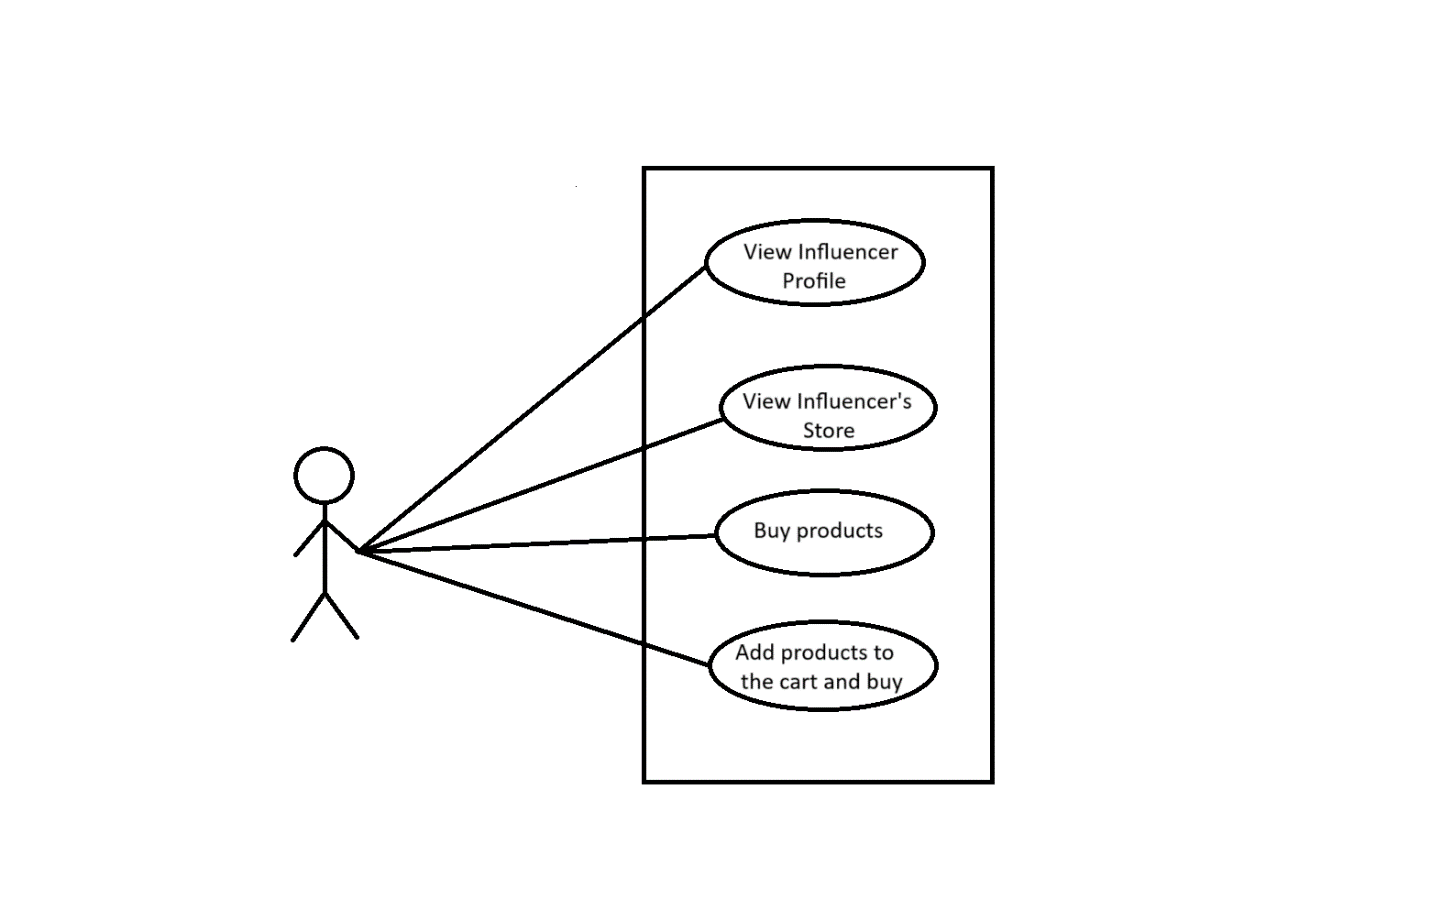 View Influencer
Profile
View Influencer's
Store
Buy products
Add products to
the cart and buy